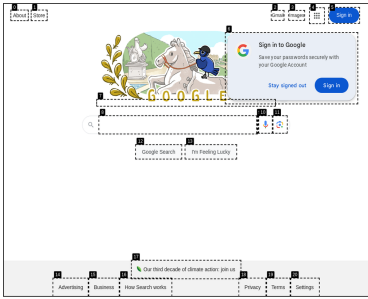 About
Store
Gmail
Images
Sign in
Sign in to Google
Save your passwords securely with
your Google Account
Stay signed out
Sign in
GOOGLE
Google Search
I'm Feeling Lucky
Our third decade of climate action: join us
Advertising
Business
How Search works
Privacy
Terms
Settings